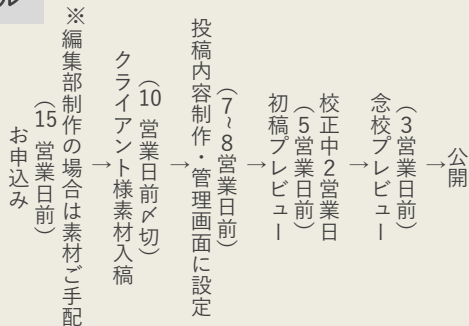 お申込み
(15営業日前)
※編集部制作の場合は素材ご手配
→
クライアント様素材入稿
(10営業日前〆切)
→
投稿内容制作・管理画面に設定
(7~8営業日前)
→
初稿プレビュー
(5営業日前)
校正中2営業日
→
念校プレビュー
(3営業日前)
→
公開